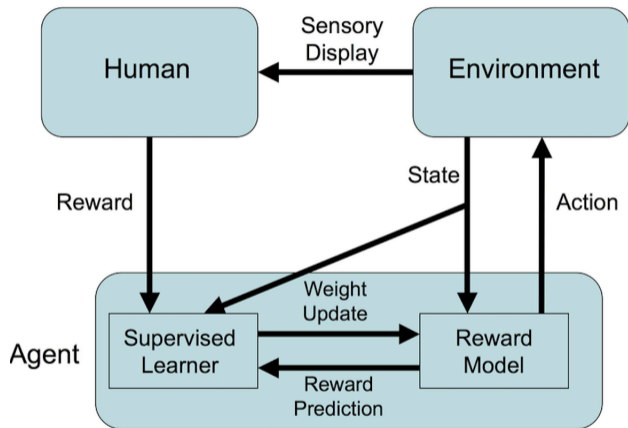 Sensory
Display
Human
Environment
State
Reward
Action
Weight
Update
Agent
Supervised
Learner
Reward
Model
Reward
Prediction